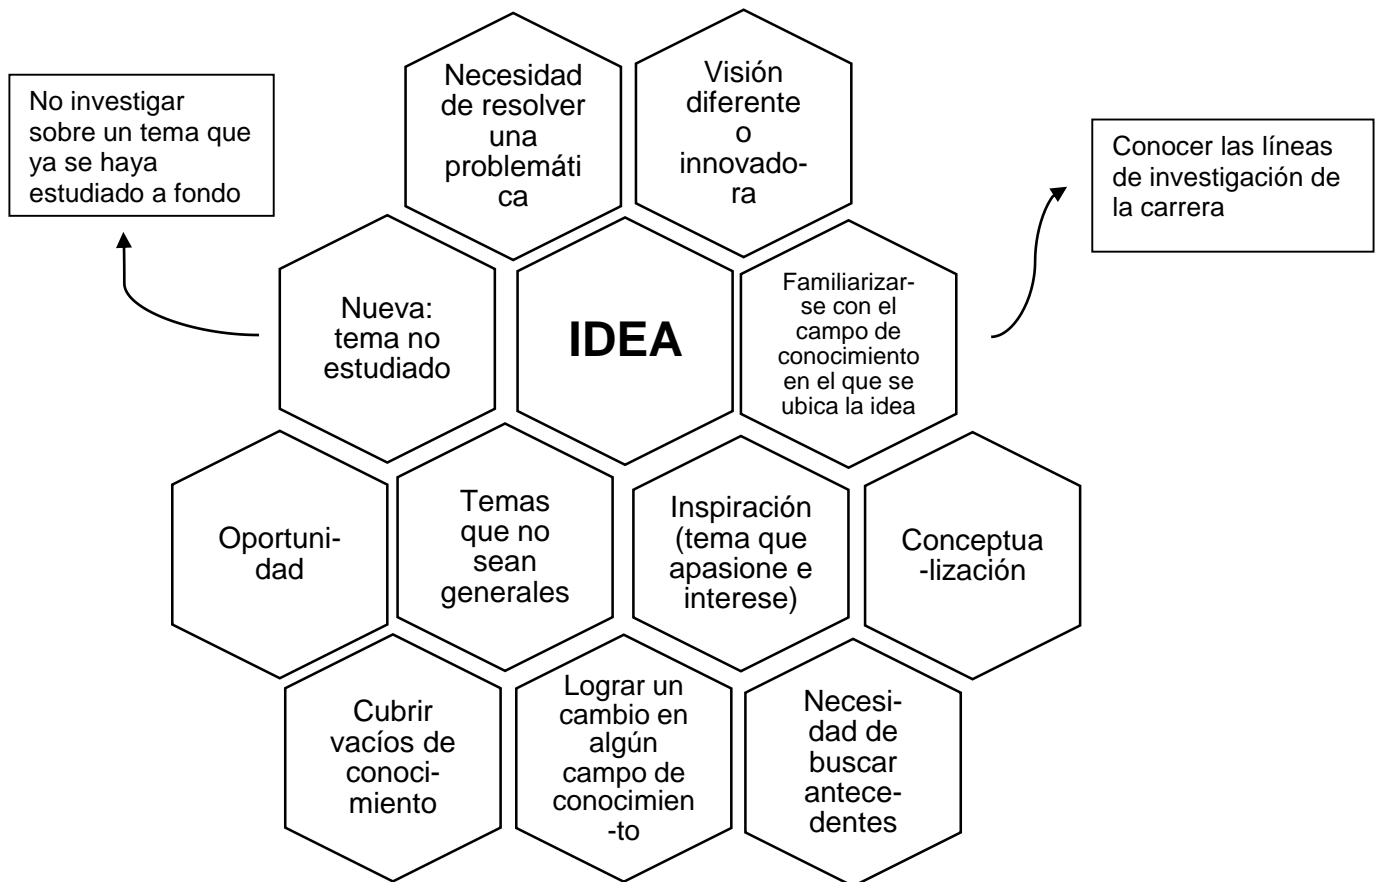 Necesidad
de resolver
una
problemáti
ca
Visión
diferente
o
innovado-
ra
No investigar
sobre un tema que
ya se haya
estudiado a fondo
Conocer las líneas
de investigación de
la carrera
Nueva:
tema no
estudiado
IDEA
Familiarizar-
se con el
campo de
conocimiento
en el que se
ubica la idea
Oportuni-
dad
Temas
que no
sean
generales
Inspiración
(tema que
apasione e
interese)
Conceptua
-lización
Cubrir
vacíos de
conoci-
miento
Lograr un
cambio en
algún
campo de
conocimien
-to
Necesi-
dad de
buscar
antece-
dentes